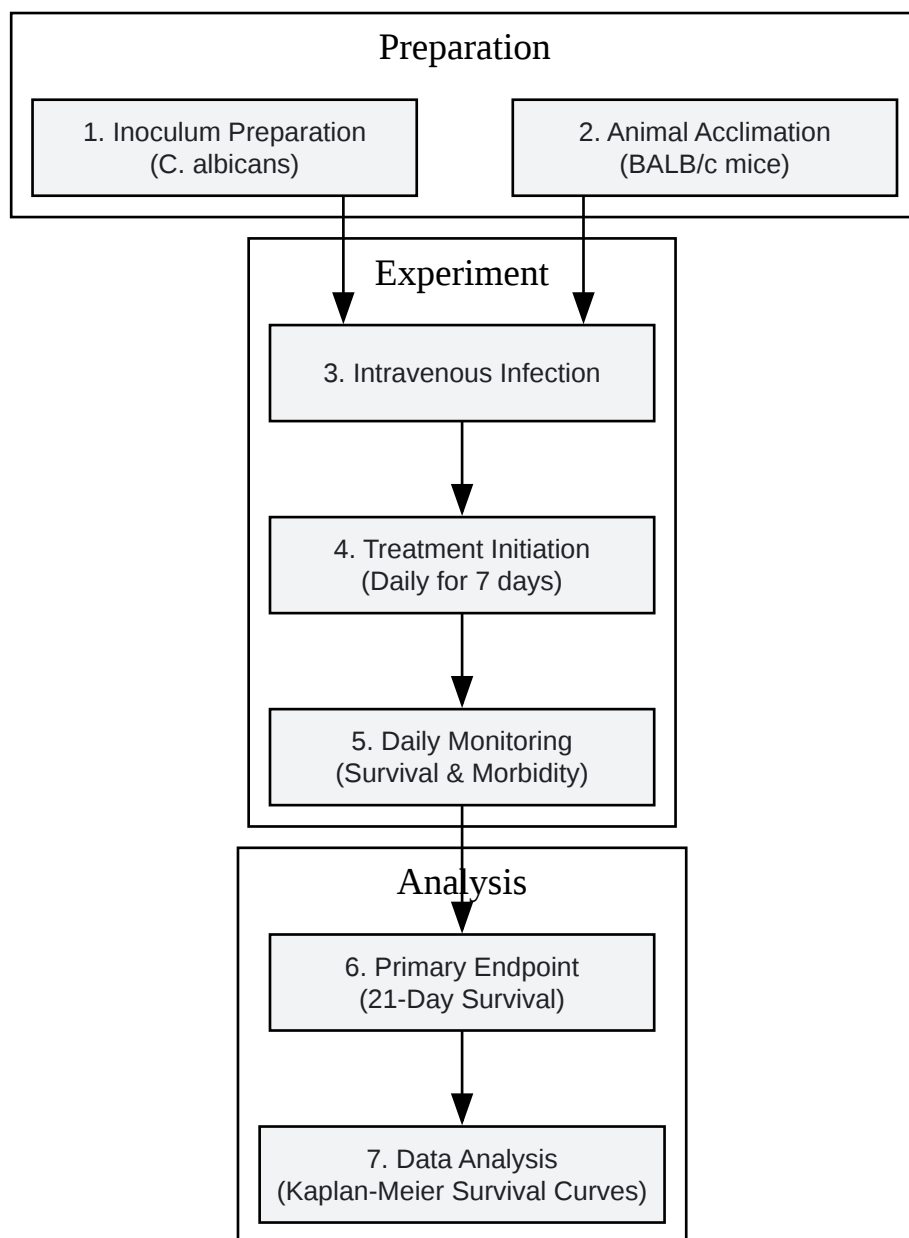 Preparation
1. Inoculum Preparation
(C. albicans)
2. Animal Acclimation
(BALB/c mice)
Experiment
3. Intravenous Infection
4. Treatment Initiation
(Daily for 7 days)
5. Daily Monitoring
(Survival & Morbidity)
Analysis
6. Primary Endpoint
(21-Day Survival)
7. Data Analysis
(Kaplan-Meier Survival Curves)